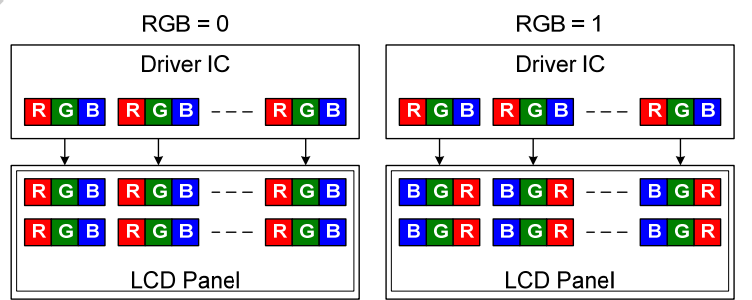 RGB = 0
Driver IC
R G B R G B --- R G B
R G B R G B --- R G B
R G B R G B --- R G B
LCD Panel
RGB = 1
Driver IC
R G B R G B --- R G B
B G R B G R --- B G R
B G R B G R --- B G R
LCD Panel